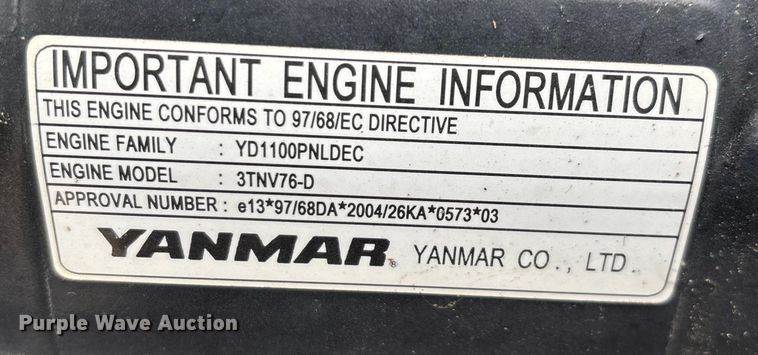 IMPORTANT ENGINE INFORMATION
THIS ENGINE CONFORMS TO 97/68/EC DIRECTIVE
ENGINE FAMILY : YD1100PNLDEC
ENGINE MODEL : 3TNV76-D
APPROVAL NUMBER : e13*97/68DA*2004/26KA*0573*03
YANMAR® YANMAR CO., LTD.
Purple Wave Auction